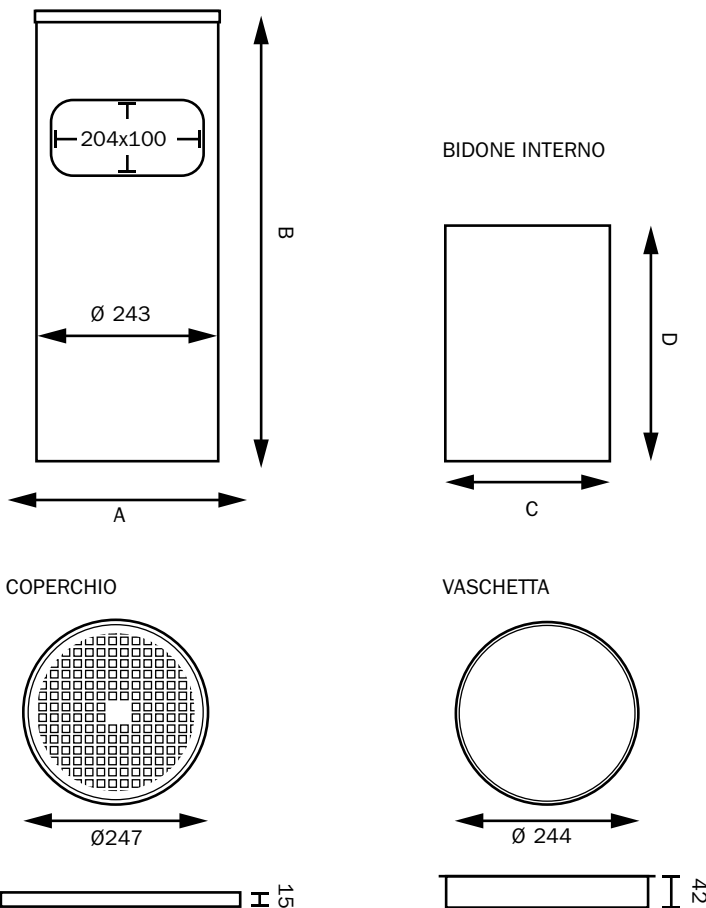 204x100
B
Ø 243
A
BIDONE INTERNO
D
C
COPERCHIO
Ø247
15
VASCHETTA
Ø 244
42